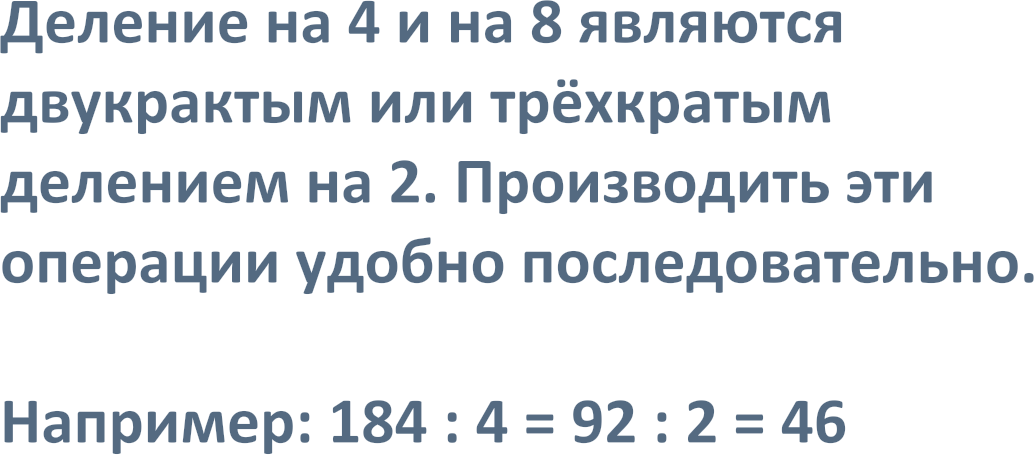 Деление на 4 и на 8 являются
двукрактым или трёхкратым
делением на 2. Производить эти
операции удобно последовательно.
Например: 184 : 4 = 92 : 2 = 46